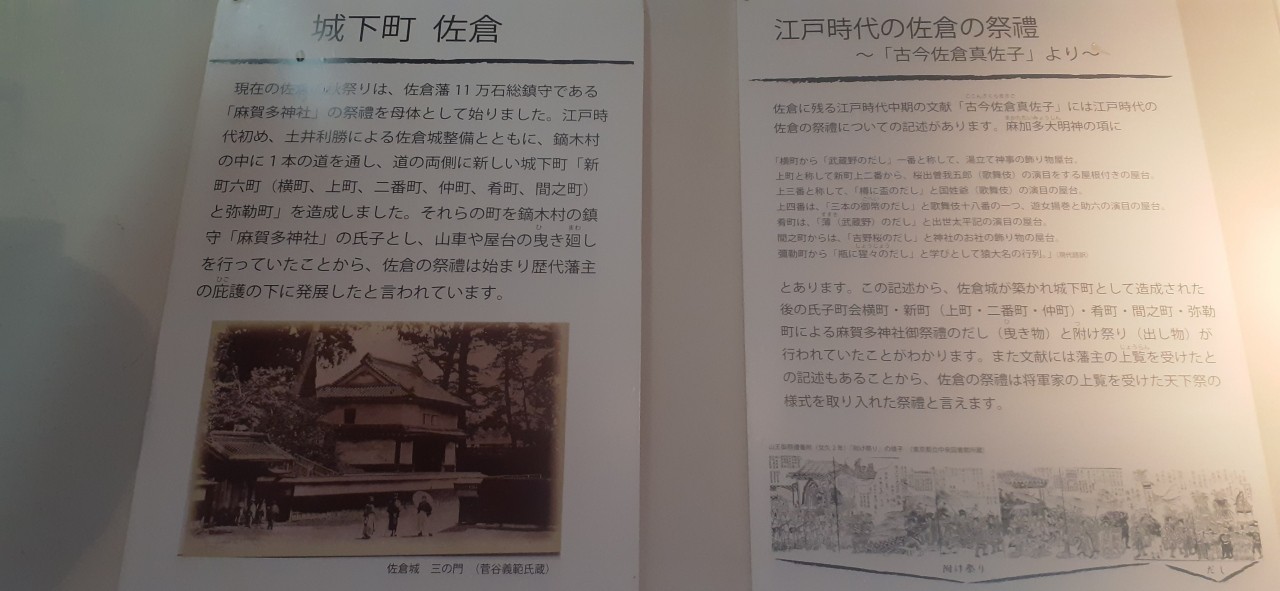 城下町 佐倉
現在の佐倉の秋祭りは、佐倉藩11万石総鎮守である
「麻賀多神社」の祭禮を母体として始りました。江戸時
代初め、土井利勝による佐倉城整備とともに、鏑木村
の中に1本の道を通し、道の両側に新しい城下町「新
町六町（横町、上町、二番町、仲町、肴町、間之町）
と弥勒町」を造成しました。それらの町を鏑木村の鎮
守「麻賀多神社」の氏子とし、山車や屋台の曳き廻し
を行っていたことから、佐倉の祭禮は始まり歴代藩主
の庇護の下に発展したと言われています。
佐倉城 三の門 （菅谷義範氏蔵）
江戸時代の佐倉の祭禮
～「古今佐倉真佐子」より～
佐倉に残る江戸時代中期の文献「古今佐倉真佐子」には江戸時代の
佐倉の祭禮についての記述があります。麻加多大明神の項に
「横町から「武蔵野のだし」一番と称して、湯立て神事の飾り物屋台。
上町と称して新町上二番から、桜出曽我五郎（歌舞伎）の演目をする屋根付きの屋台。
上三番と称して、「樽に盃のだし」と国姓爺（歌舞伎）の演目の屋台。
上四番は、「三本の御幣のだし」と歌舞伎十八番の一つ、遊女揚巻と助六の演目の屋台。
肴町は、「薄（武蔵野）のだし」と出世太平記の演目の屋台。
間之町からは、「吉野桜のだし」と神社のお社の飾り物の屋台。
彌勒町から「瓶に猩々のだし」と学びとして猿大名の行列。」（現代語訳）
とあります。この記述から、佐倉城が築かれ城下町として造成された
後の氏子町会横町・新町（上町・二番町・仲町）・肴町・間之町・弥勒
町による麻賀多神社御祭禮のだし（曳き物）と附け祭り（出し物）が
行われていたことがわかります。また文献には藩主の上覧を受けたと
の記述もあることから、佐倉の祭禮は将軍家の上覧を受けた天下祭の
様式を取り入れた祭禮と言えます。
附け祭り
だし